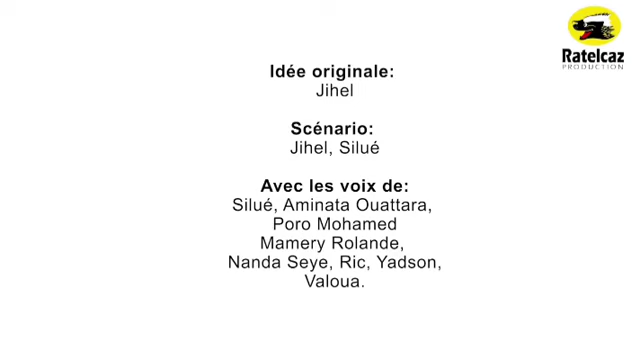 Ratelcaz
PRODUCTION
Idée originale:
Jihel
Scénario:
Jihel, Silué
Avec les voix de:
Silué, Aminata Ouattara,
Poro Mohamed
Mamery Rolande,
Nanda Seye, Ric, Yadson,
Valoua.